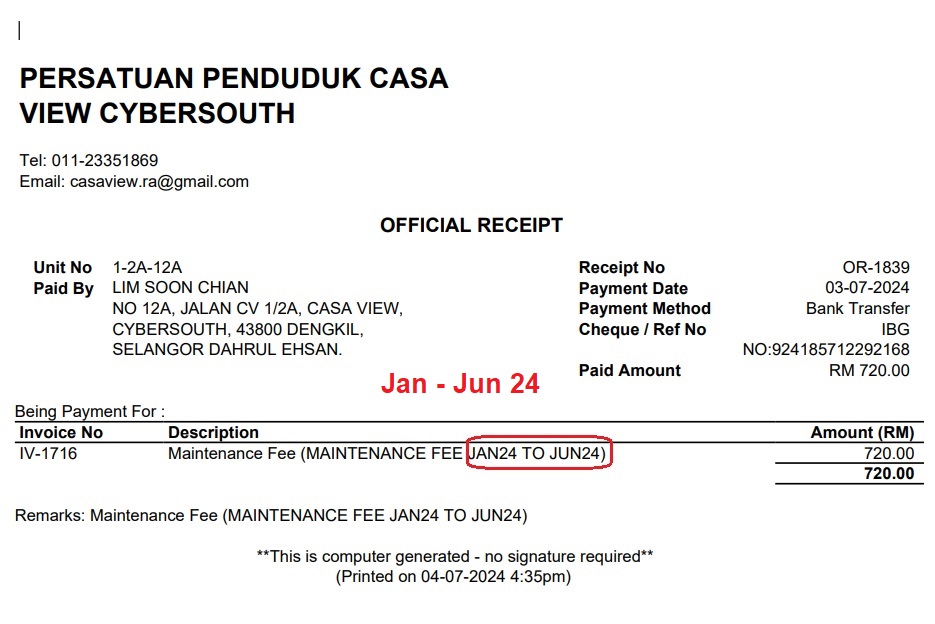 PERSATUAN PENDUDUK CASA
VIEW CYBERSOUTH
Tel: 011-23351869
Email: casaview.ra@gmail.com
OFFICIAL RECEIPT
Unit No 1-2A-12A
Paid By LIM SOON CHIAN
NO 12A, JALAN CV 1/2A, CASA VIEW,
CYBERSOUTH, 43800 DENGKIL,
SELANGOR DAHRUL EHSAN.
Receipt No OR-1839
Payment Date 03-07-2024
Payment Method Bank Transfer
Cheque / Ref No IBG
NO:924185712292168
Paid Amount RM 720.00
Jan - Jun 24
Being Payment For :
Invoice No Description Amount (RM)
IV-1716 Maintenance Fee (MAINTENANCE FEE JAN24 TO JUN24) 720.00
720.00
Remarks: Maintenance Fee (MAINTENANCE FEE JAN24 TO JUN24)
**This is computer generated - no signature required**
(Printed on 04-07-2024 4:35pm)